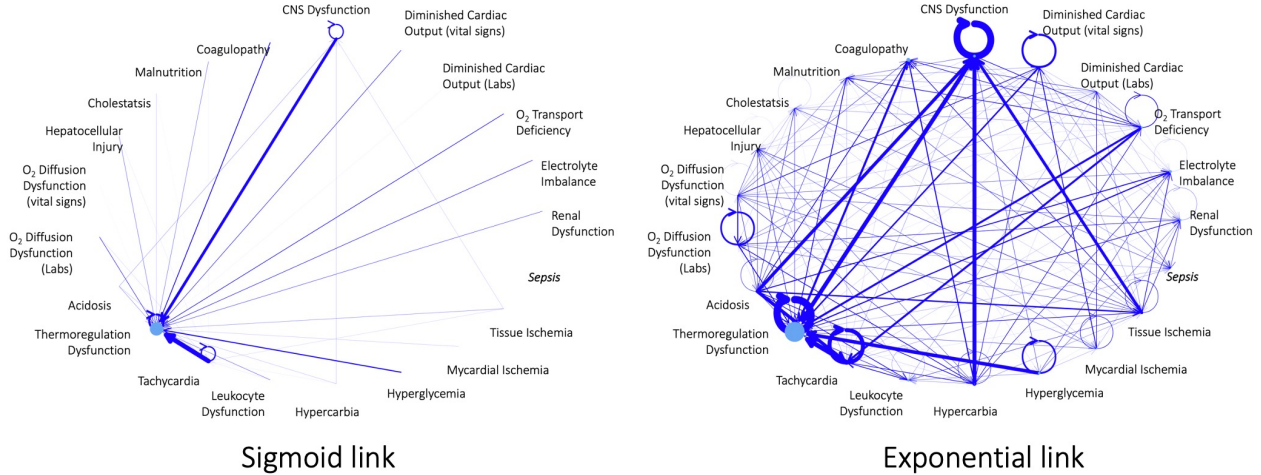 CNS Dysfunction
Diminished Cardiac
Output (vital signs)
Coagulopathy
Malnutrition
Diminished Cardiac
Output (Labs)
Cholestatsis
O₂ Transport
Deficiency
Hepatocellular
Injury
Electrolyte
Imbalance
O₂ Diffusion
Dysfunction
(vital signs)
Renal
Dysfunction
O₂ Diffusion
Dysfunction
(Labs)
Sepsis
Acidosis
Thermoregulation
Dysfunction
Tissue Ischemia
Tachycardia
Mycardial Ischemia
Leukocyte
Dysfunction
Hyperglycemia
Hypercarbia
Sigmoid link
CNS Dysfunction
Diminished Cardiac
Output (vital signs)
Coagulopathy
Malnutrition
Diminished Cardiac
Output (Labs)
Cholestatsis
O₂ Transport
Deficiency
Hepatocellular
Injury
Electrolyte
Imbalance
O₂ Diffusion
Dysfunction
(vital signs)
Renal
Dysfunction
O₂ Diffusion
Dysfunction
(Labs)
Sepsis
Acidosis
Thermoregulation
Dysfunction
Tissue Ischemia
Tachycardia
Mycardial Ischemia
Leukocyte
Dysfunction
Hyperglycemia
Hypercarbia
Exponential link